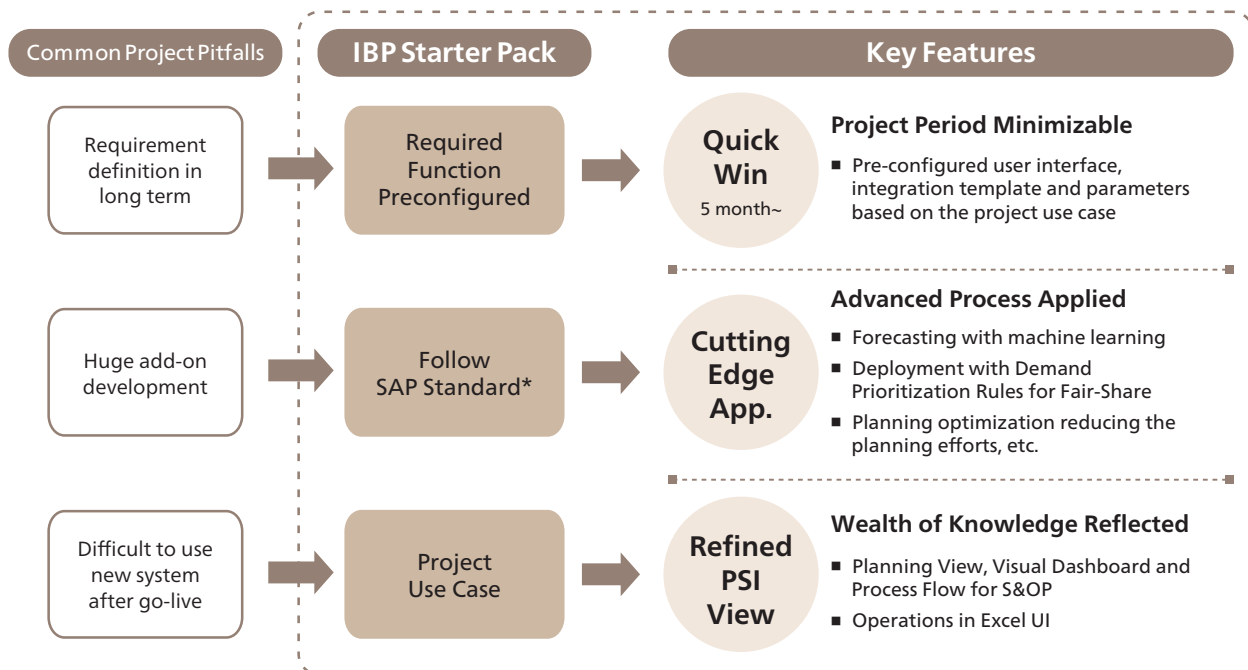 Common Project Pitfalls
IBP Starter Pack
Key Features
Requirement
definition in
long term
Required
Function
Preconfigured
Quick
Win
5 month~
Project Period Minimizable
■ Pre-configured user interface,
integration template and parameters
based on the project use case
Huge add-on
development
Follow
SAP Standard*
Cutting
Edge
App.
Advanced Process Applied
■ Forecasting with machine learning
■ Deployment with Demand
Prioritization Rules for Fair-Share
■ Planning optimization reducing the
planning efforts, etc.
Difficult to use
new system
after go-live
Project
Use Case
Refined
PSI
View
Wealth of Knowledge Reflected
■ Planning View, Visual Dashboard and
Process Flow for S&OP
■ Operations in Excel UI